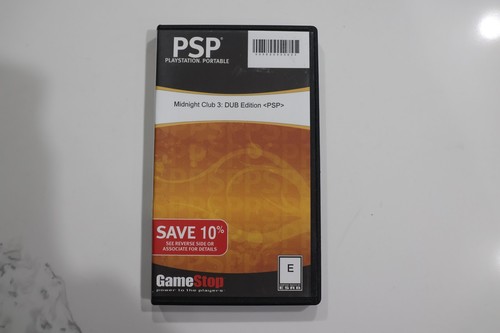 PSP
PLAYSTATION PORTABLE
Midnight Club 3: DUB Edition <PSP>
SAVE 10%
SEE REVERSE SIDE OR
ASSOCIATE FOR DETAILS
GameStop
power to the players
E
ESRB